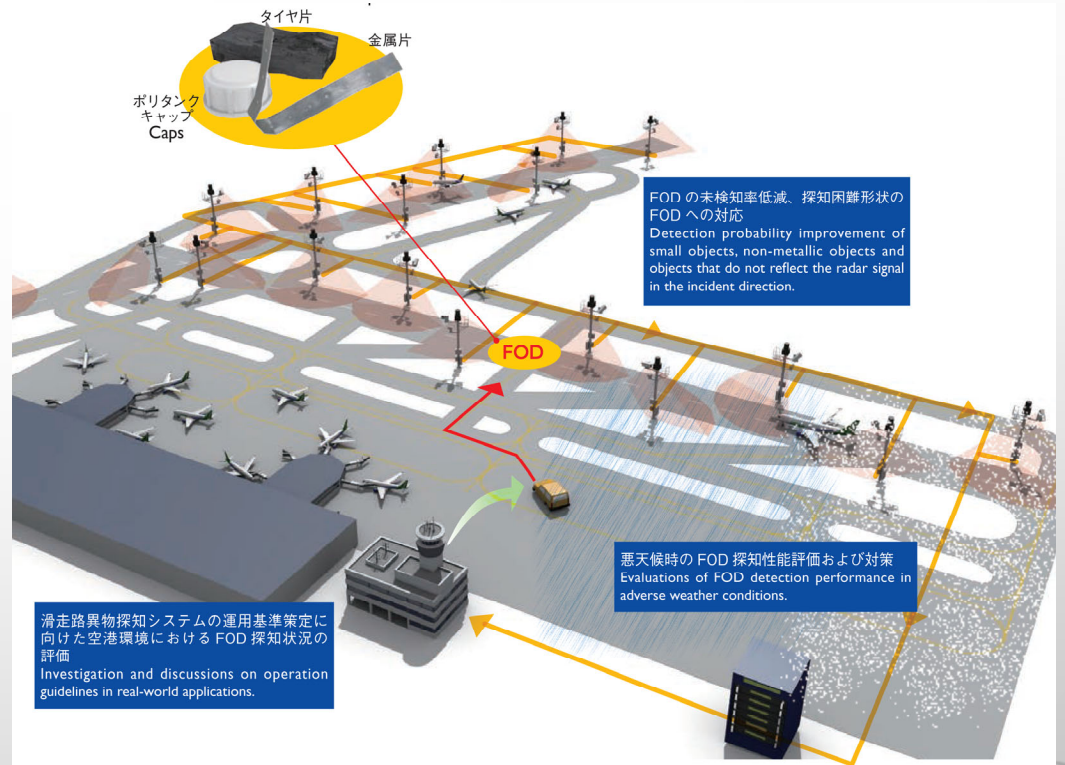 タイヤ片
金属片
ポリタンク
キャップ
Caps
FOD の未検知率低減、探知困難形状の
FOD への対応
Detection probability improvement of
small objects, non-metallic objects and
objects that do not reflect the radar signal
in the incident direction.
FOD
悪天候時の FOD 探知性能評価および対策
Evaluations of FOD detection performance in
adverse weather conditions.
滑走路異物探知システムの運用基準策定に
向けた空港環境における FOD 探知状況の
評価
Investigation and discussions on operation
guidelines in real-world applications.